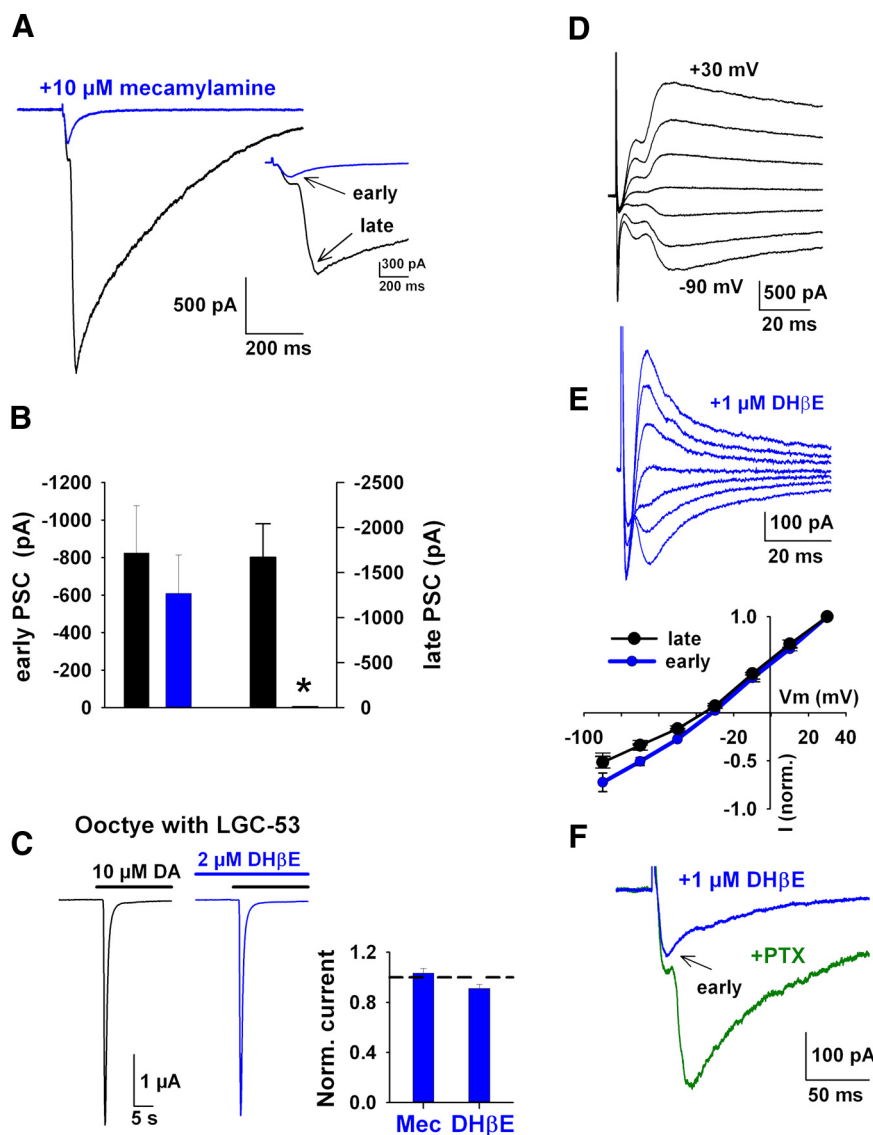 A
+10 µM mecamylamine
early
late
300 pA
200 ms
500 pA
200 ms
B
early PSC (pA)
-1200
-1000
-800
-600
-400
-200
0
*
-2500
-2000
-1500
-1000
-500
0
late PSC (pA)
C
Ooctye with LGC-53
10 µM DA
2 µM DHβE
1 µA
5 s
Norm. current
1.2
0.8
0.4
0.0
Mec
DHβE
D
+30 mV
-90 mV
500 pA
20 ms
E
+1 µM DHβE
100 pA
20 ms
late
early
1.0
Vm (mV)
-100
-20
40
-0.5
-1.0
I (norm.)
F
+1 µM DHβE
+PTX
early
100 pA
50 ms